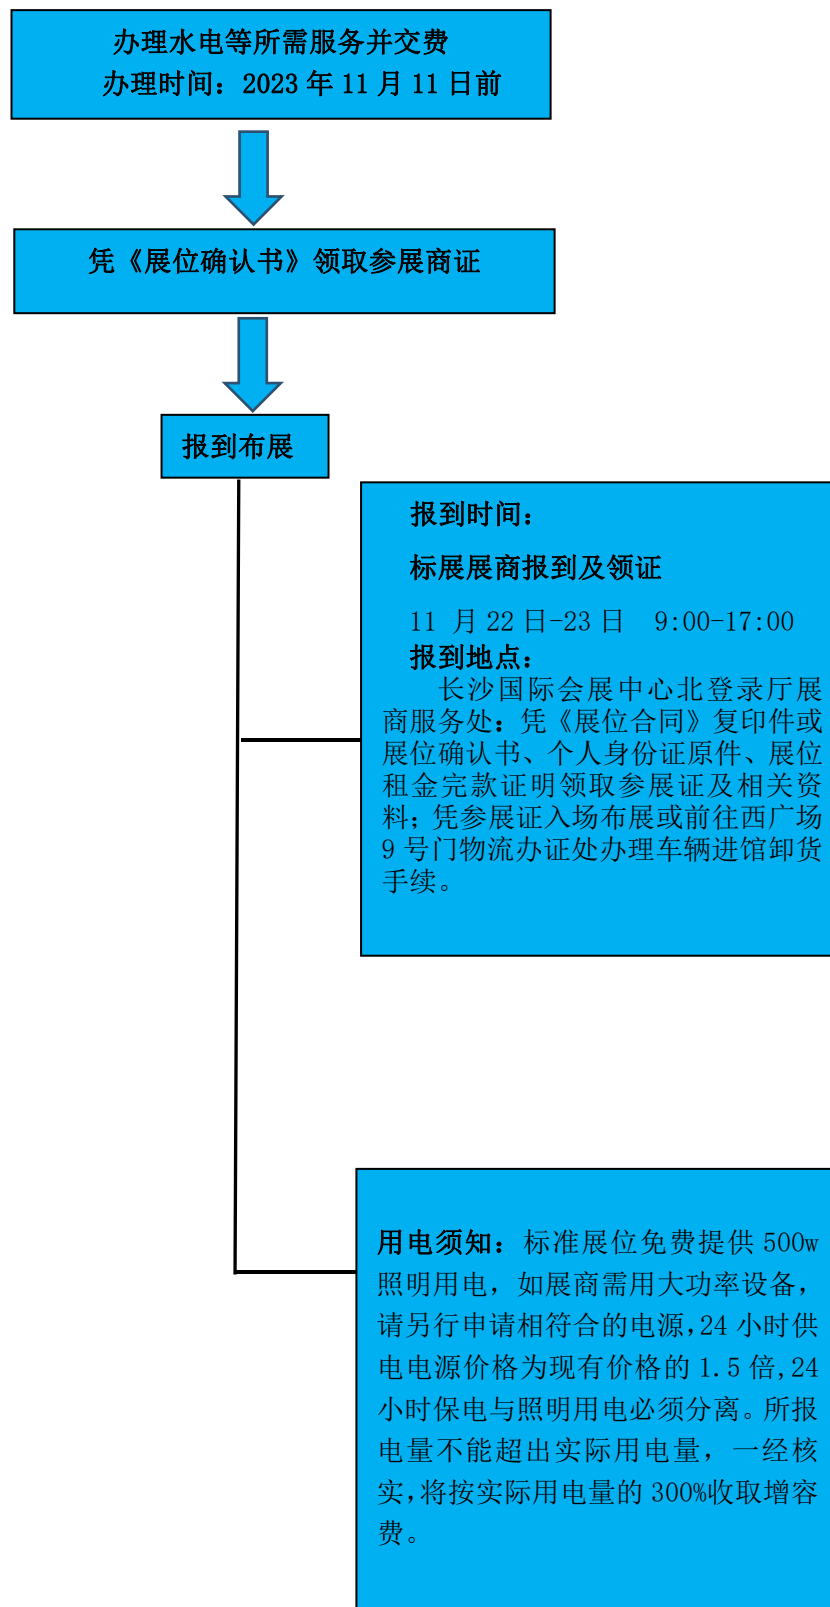 办理水电等所需服务并交费
办理时间：2023 年 11 月 11 日前
凭《展位确认书》领取参展商证
报到布展
报到时间：
标展展商报到及领证
11 月 22 日-23 日 9:00-17:00
报到地点：
长沙国际会展中心北登录厅展
商服务处：凭《展位合同》复印件或
展位确认书、个人身份证原件、展位
租金完款证明领取参展证及相关资
料；凭参展证入场布展或前往西广场
9 号门物流办证处办理车辆进馆卸货
手续。
用电须知：标准展位免费提供 500w
照明用电，如展商需用大功率设备，
请另行申请相符合的电源,24 小时供
电电源价格为现有价格的 1.5 倍,24
小时保电与照明用电必须分离。所报
电量不能超出实际用电量，一经核
实,将按实际用电量的 300%收取增容
费。